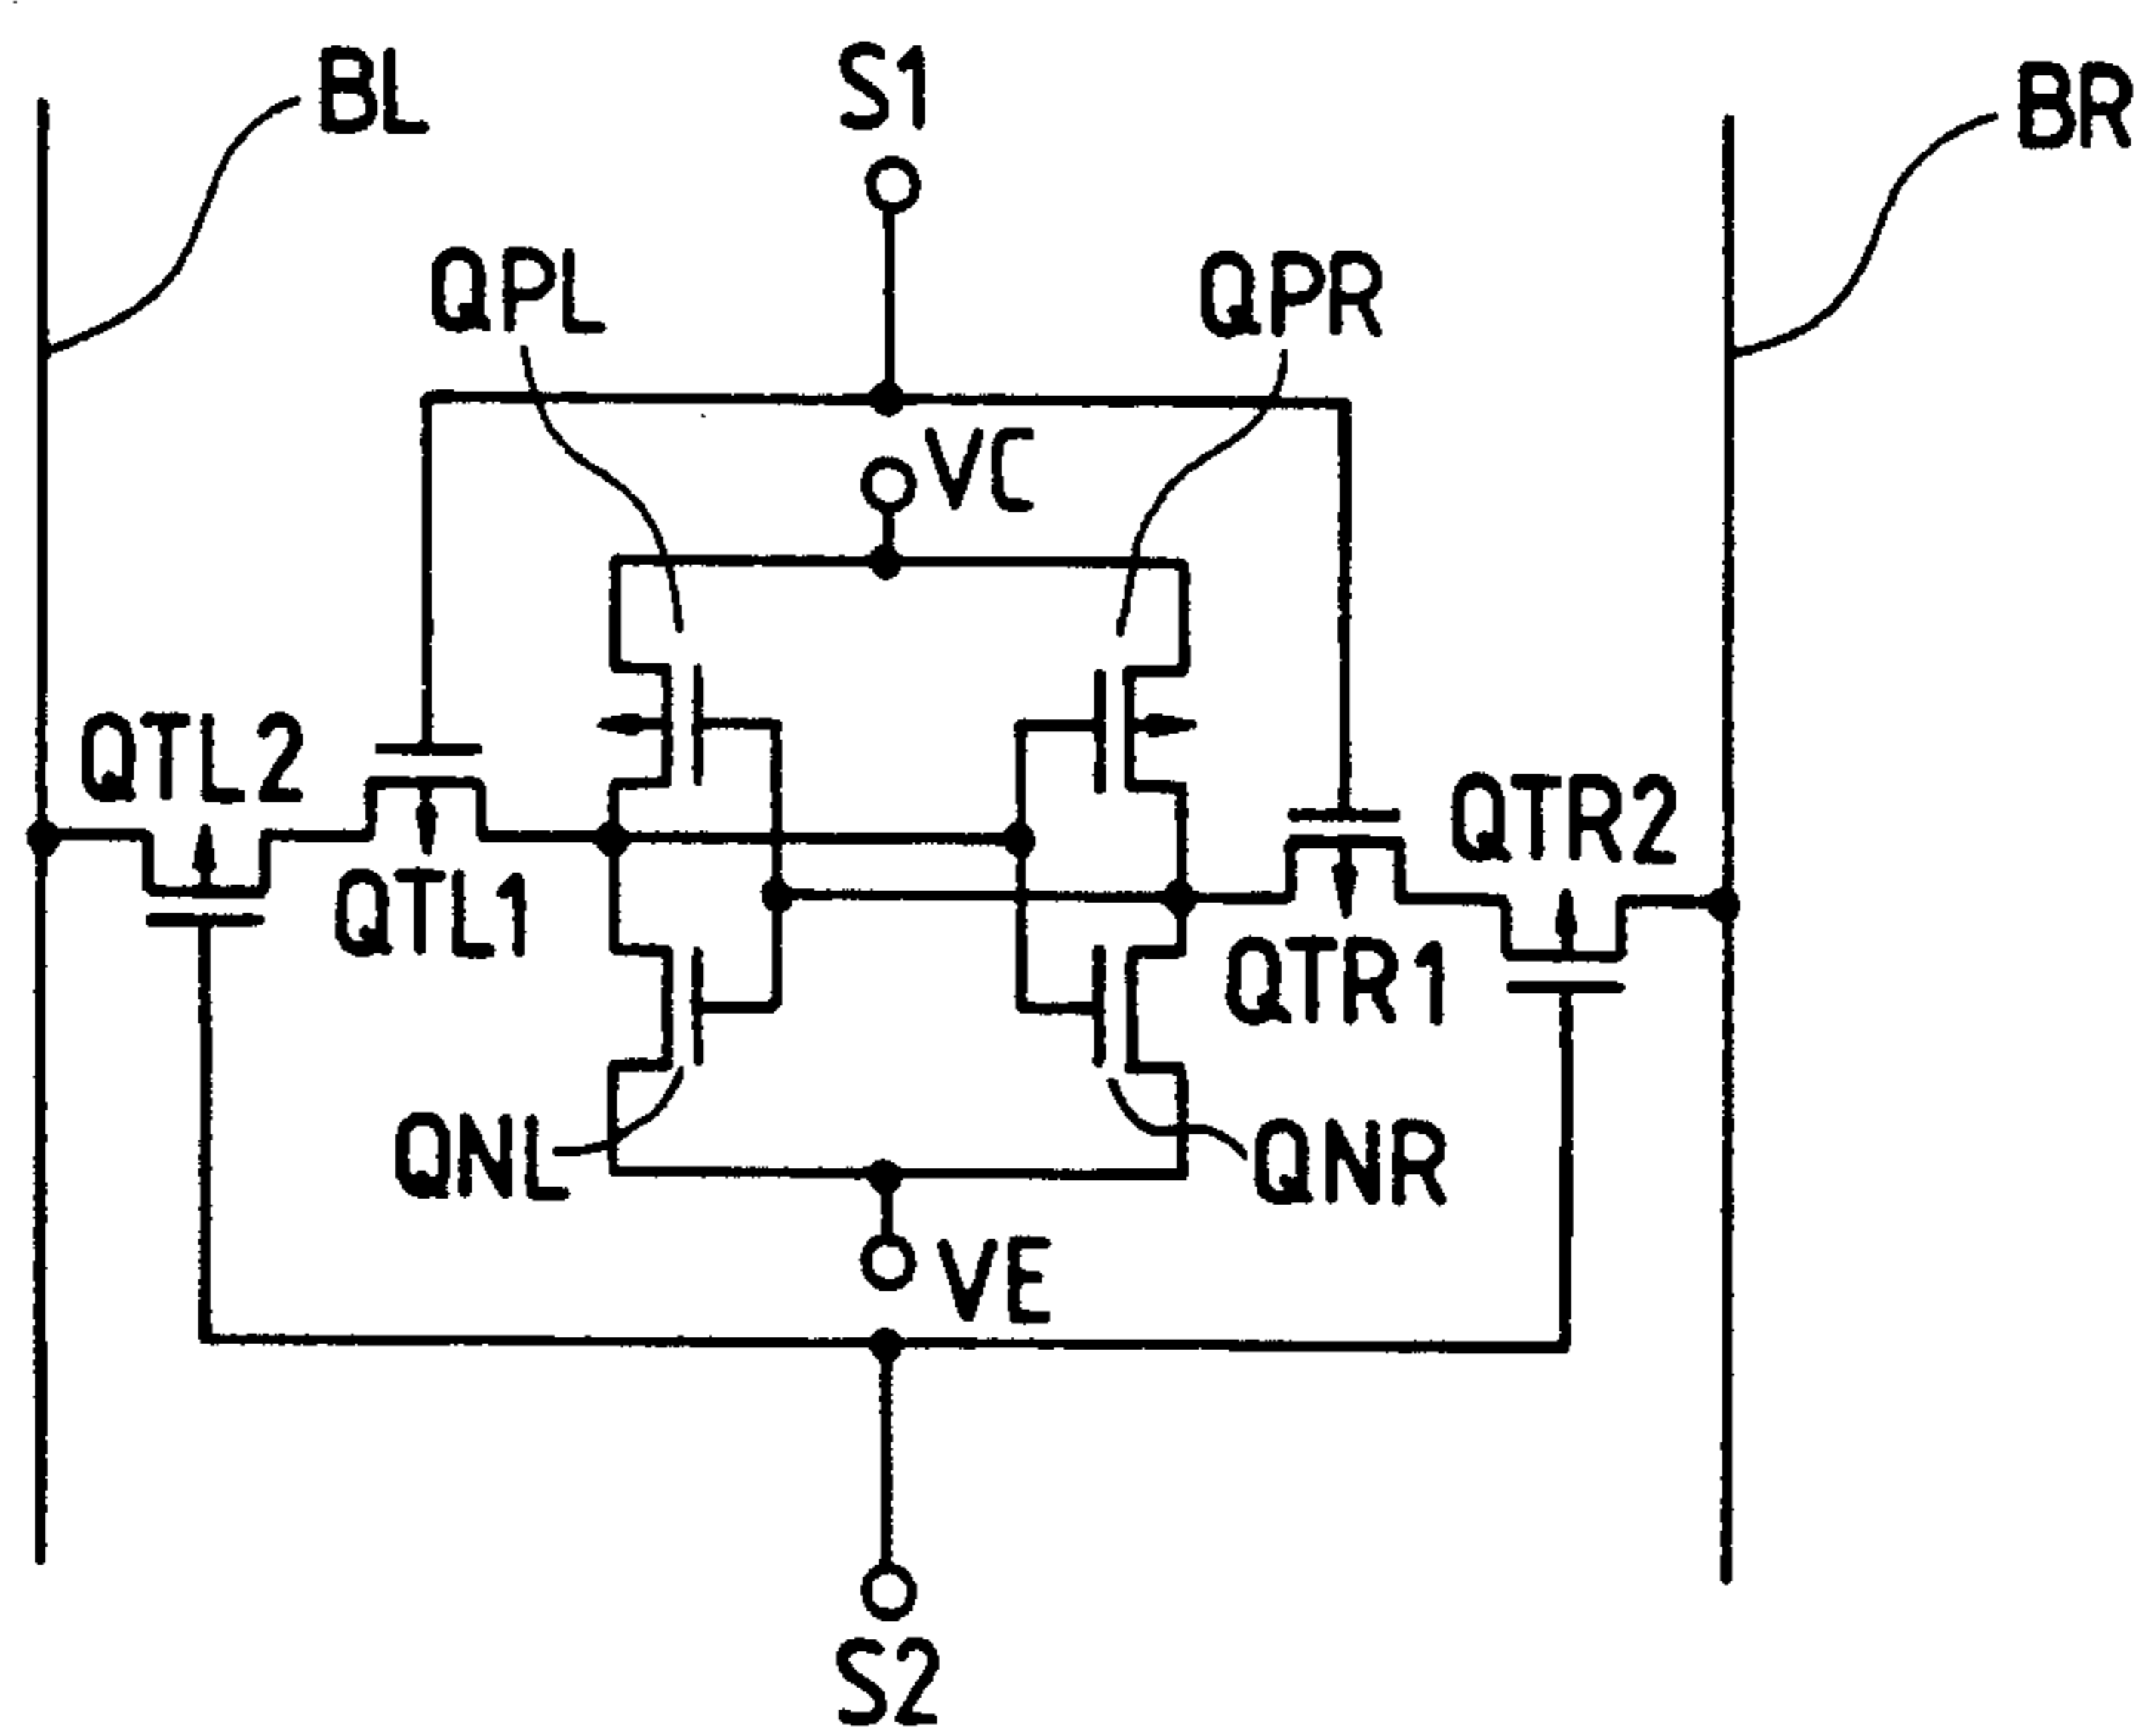 BL
S1
BR
QPL
QPR
VC
QTL2
QTL1
QTR2
QTR1
QNL
QNR
VE
S2